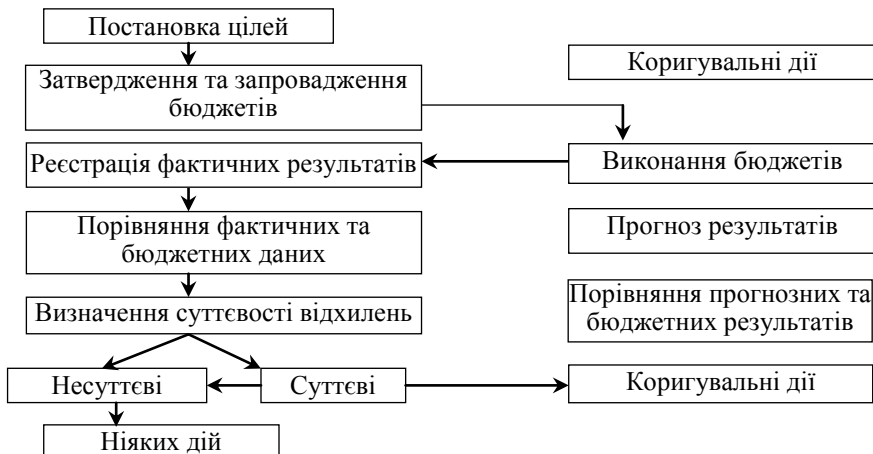 Постановка цілей
Коригувальні дії
Затвердження та запровадження
бюджетів
Виконання бюджетів
Реєстрація фактичних результатів
Порівняння фактичних та
бюджетних даних
Прогноз результатів
Визначення суттєвості відхилень
Порівняння прогнозних та
бюджетних результатів
Несуттєві
Суттєві
Коригувальні дії
Ніяких дій